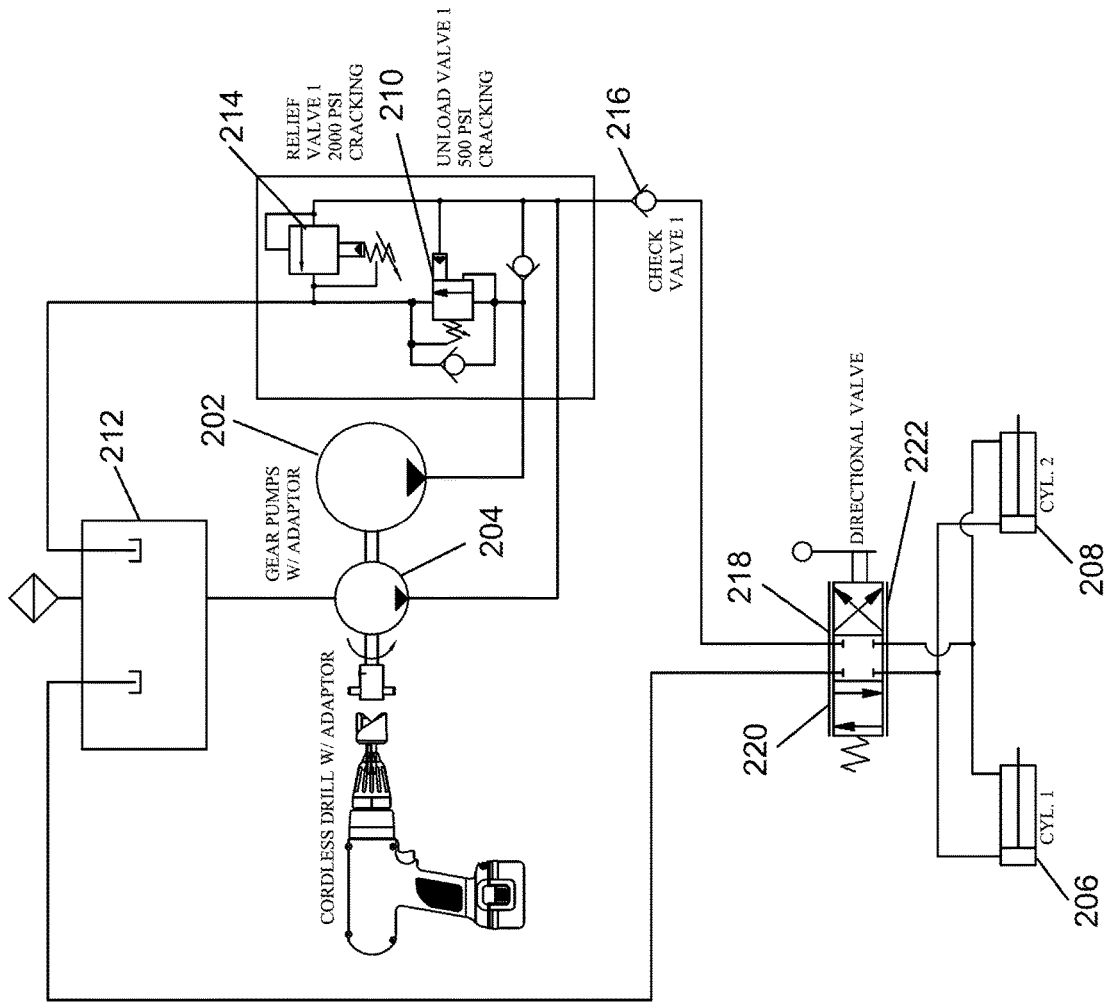 RELIEF
VALVE 1
2000 PSI
CRACKING
214
UNLOAD VALVE 1
500 PSI
CRACKING
210
216
CHECK
VALVE 1
212
202
GEAR PUMPS
W/ ADAPTOR
204
CORDLESS DRILL W/ ADAPTOR
DIRECTIONAL VALVE
218
220
222
CYL. 1
206
CYL. 2
208